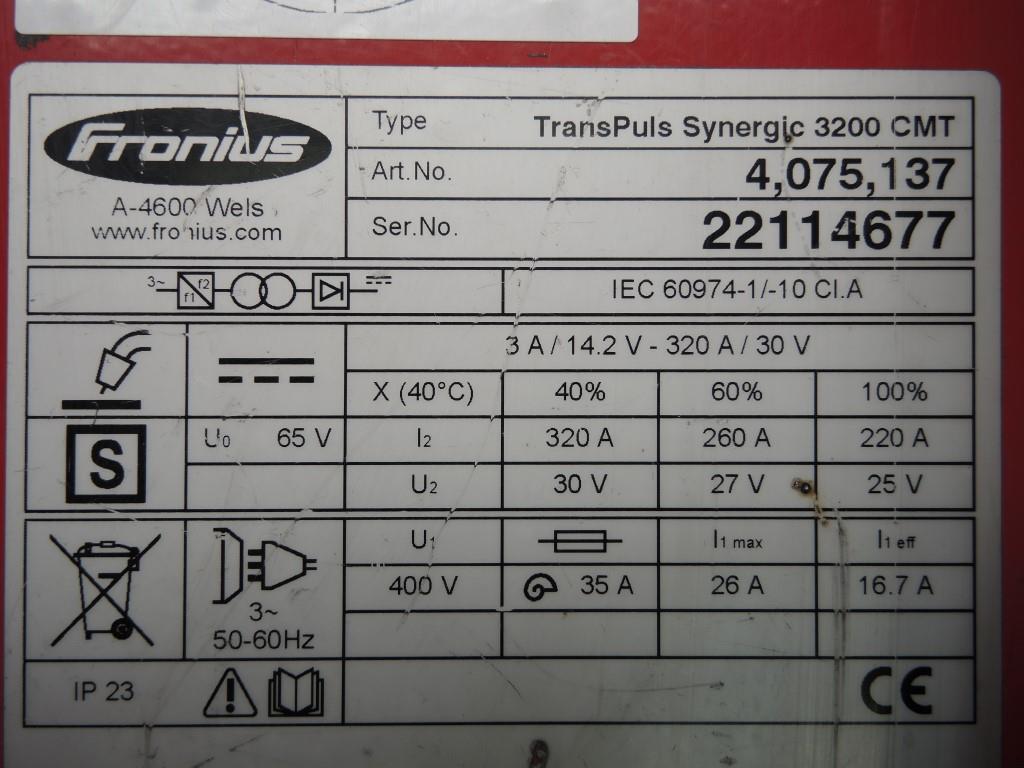 Fronius
A-4600 Wels
www.fronius.com
Type TransPuls Synergic 3200 CMT
Art.No. 4,075,137
Ser.No. 22114677
3~ f1 f2
IEC 60974-1/-10 Cl.A
3 A / 14.2 V - 320 A / 30 V
X (40°C) 40% 60% 100%
S U0 65 V I2 320 A 260 A 220 A
U2 30 V 27 V 25 V
U1 I1 max I1 eff
400 V 35 A 26 A 16.7 A
3~
50-60Hz
IP 23 CE